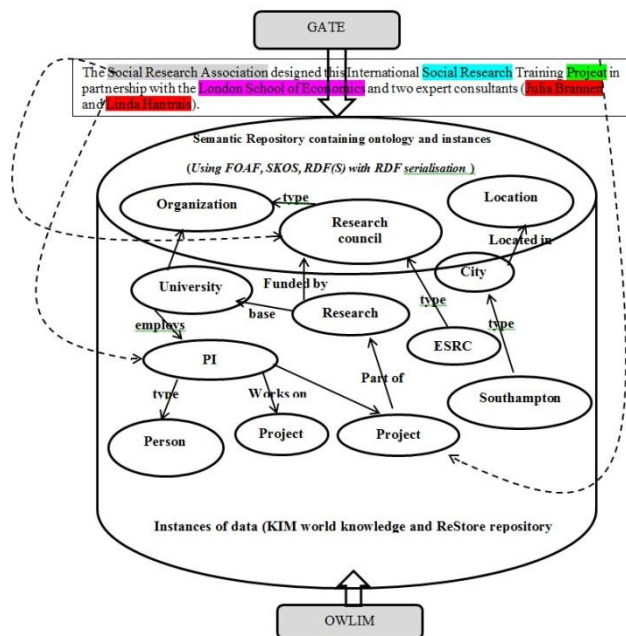 GATE
The Social Research Association designed this International Social Research Training Project in
partnership with the London School of Economics and two expert consultants (Julia Brannen
and Linda Hantrais).
Semantic Repository containing ontology and instances
(Using FOAF, SKOS, RDF(S) with RDF serialisation )
Organization
type
Research
council
Location
Located in
City
University
Funded by
base
Research
type
ESRC
type
employs
PI
Part of
Southampton
type
Works on
Person
Project
Project
Instances of data (KIM world knowledge and ReStore repository
OWLIM